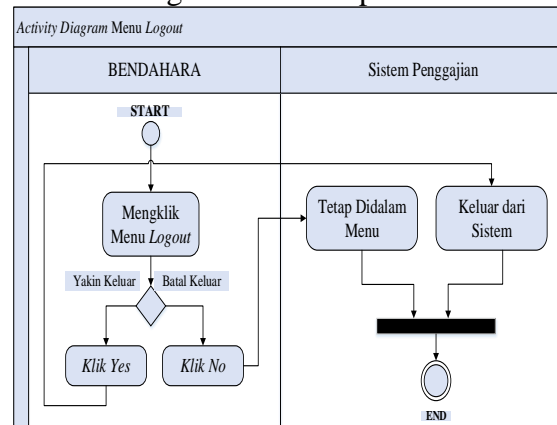 Activity Diagram Menu Logout
BENDAHARA
Sistem Penggajian
START
Mengklik
Menu Logout
Tetap Didalam
Menu
Keluar dari
Sistem
Yakin Keluar
Batal Keluar
Klik Yes
Klik No
END